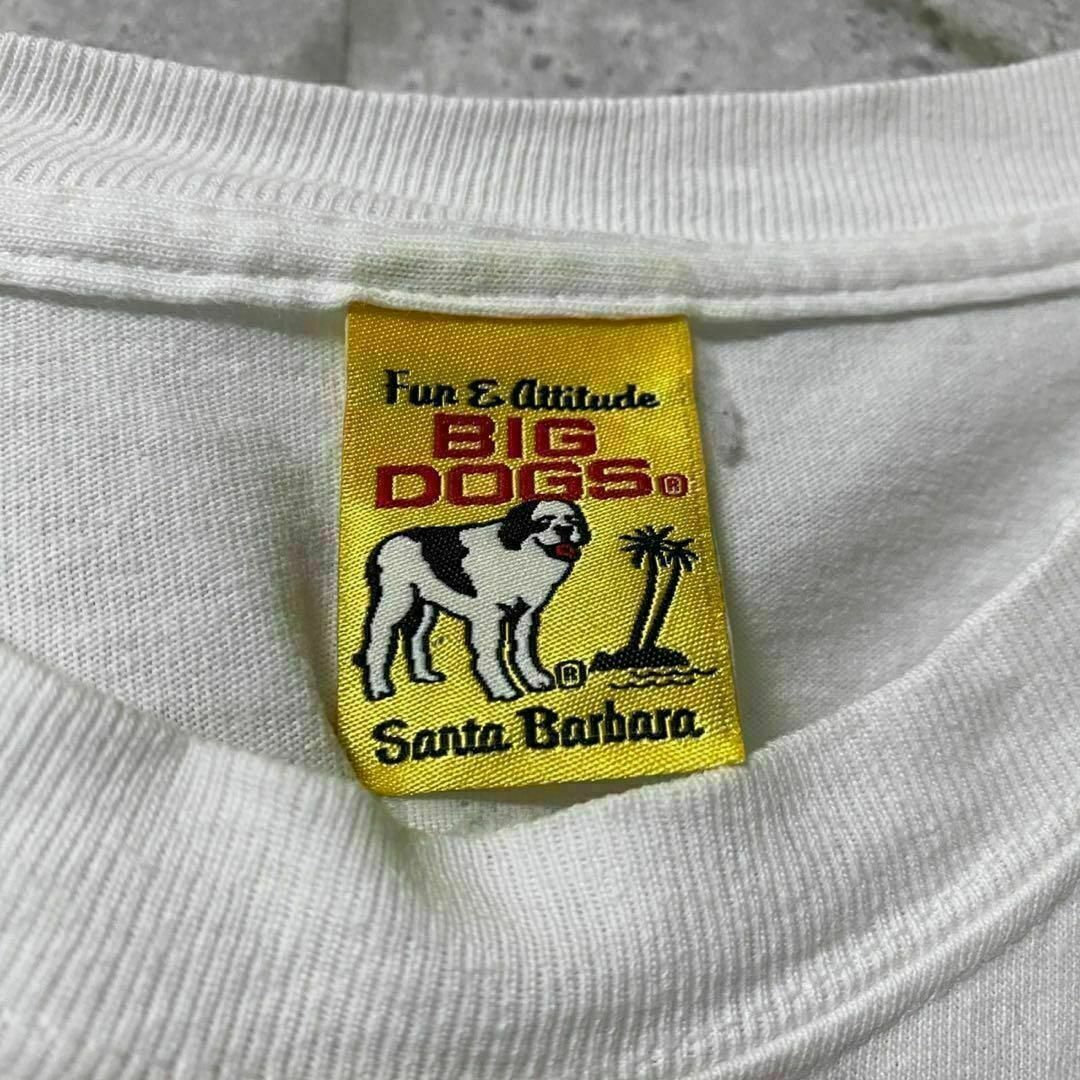 Fun & Attitude
BIG
DOGS®
®
Santa Barbara